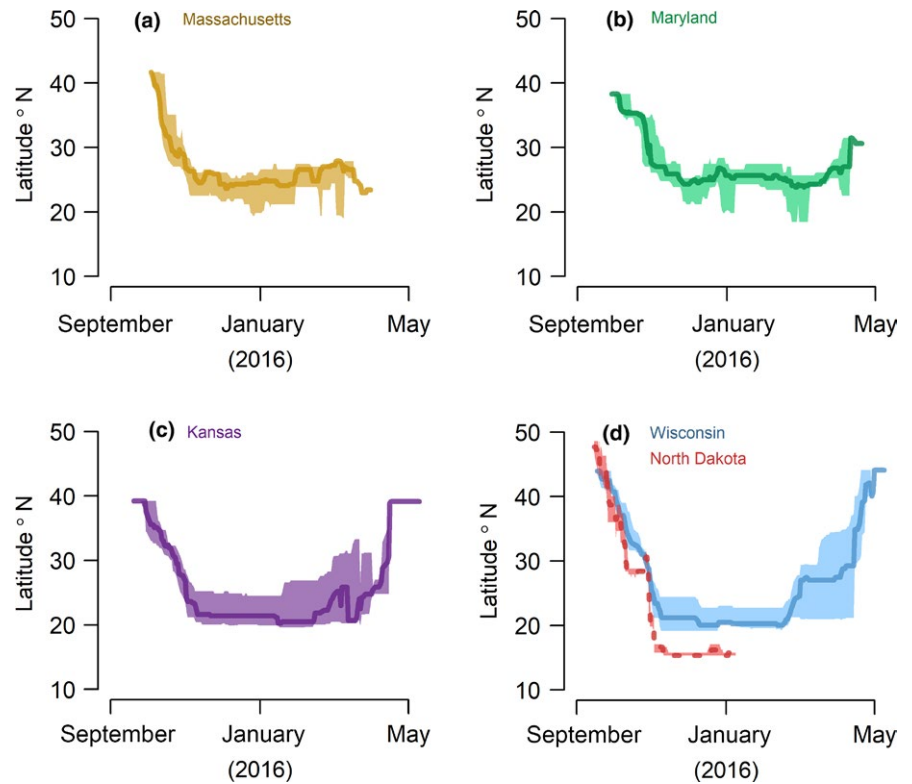 (a) Massachusetts
50
40
30
20
10
Latitude ° N
September January May
(2016)
(b) Maryland
50
40
30
20
10
Latitude ° N
September January May
(2016)
(c) Kansas
50
40
30
20
10
Latitude ° N
September January May
(2016)
(d) Wisconsin
North Dakota
50
40
30
20
10
Latitude ° N
September January May
(2016)